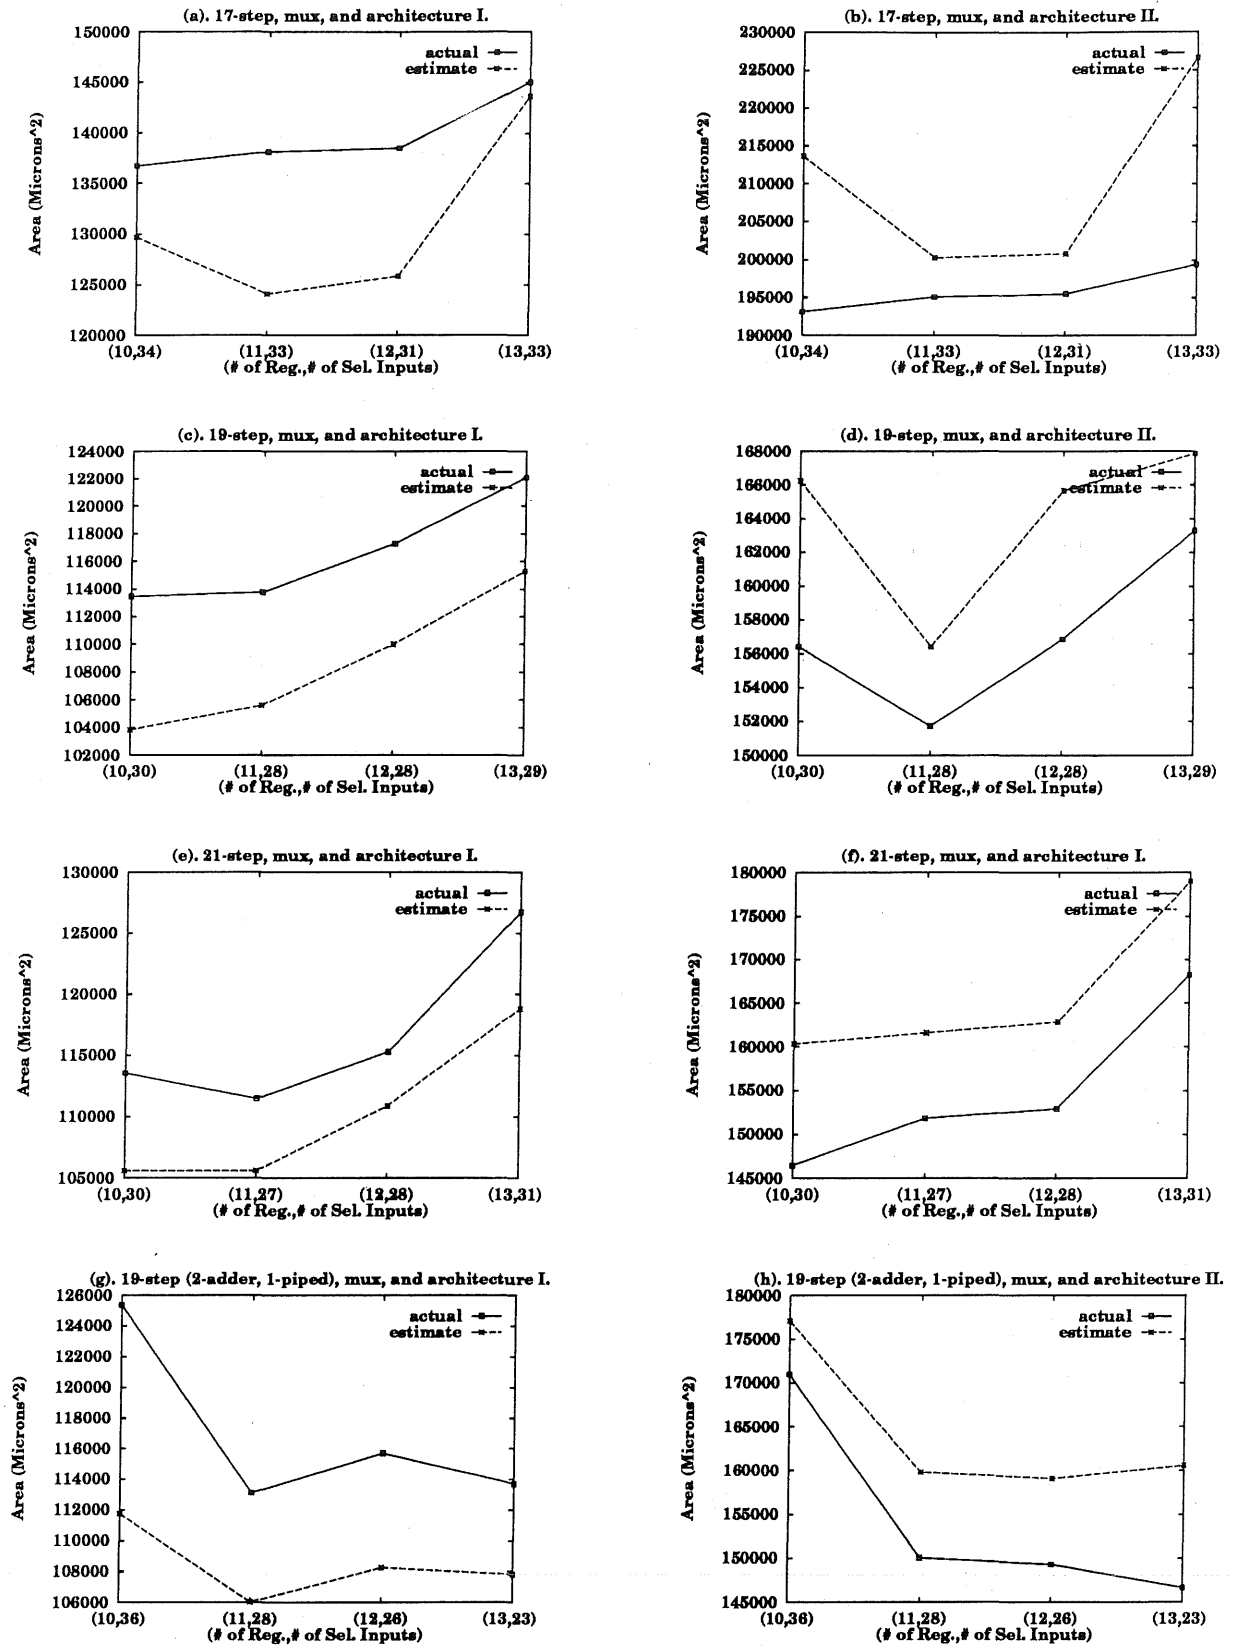 (a). 17-step, mux, and architecture I.
150000
145000
140000
135000
130000
125000
120000
actual
estimate
Area (Microns^2)
(10,34) (11,33) (12,31) (13,33)
(# of Reg.,# of Sel. Inputs)
(b). 17-step, mux, and architecture II.
230000
225000
220000
215000
210000
205000
200000
195000
190000
actual
estimate
Area (Microns^2)
(10,34) (11,33) (12,31) (13,33)
(# of Reg.,# of Sel. Inputs)
(c). 19-step, mux, and architecture I.
124000
122000
120000
118000
116000
114000
112000
110000
108000
106000
104000
102000
actual
estimate
Area (Microns^2)
(10,30) (11,28) (12,28) (13,29)
(# of Reg.,# of Sel. Inputs)
(d). 19-step, mux, and architecture II.
168000
166000
164000
162000
160000
158000
156000
154000
152000
150000
actual
estimate
Area (Microns^2)
(10,30) (11,28) (12,28) (13,29)
(# of Reg.,# of Sel. Inputs)
(e). 21-step, mux, and architecture I.
130000
125000
120000
115000
110000
105000
actual
estimate
Area (Microns^2)
(10,30) (11,27) (12,28) (13,31)
(# of Reg.,# of Sel. Inputs)
(f). 21-step, mux, and architecture I.
180000
175000
170000
165000
160000
155000
150000
145000
actual
estimate
Area (Microns^2)
(10,30) (11,27) (12,28) (13,31)
(# of Reg.,# of Sel. Inputs)
(g). 19-step (2-adder, 1-piped), mux, and architecture I.
126000
124000
122000
120000
118000
116000
114000
112000
110000
108000
106000
actual
estimate
Area (Microns^2)
(10,36) (11,28) (12,26) (13,23)
(# of Reg.,# of Sel. Inputs)
(h). 19-step (2-adder, 1-piped), mux, and architecture II.
180000
175000
170000
165000
160000
155000
150000
145000
actual
estimate
Area (Microns^2)
(10,36) (11,28) (12,26) (13,23)
(# of Reg.,# of Sel. Inputs)